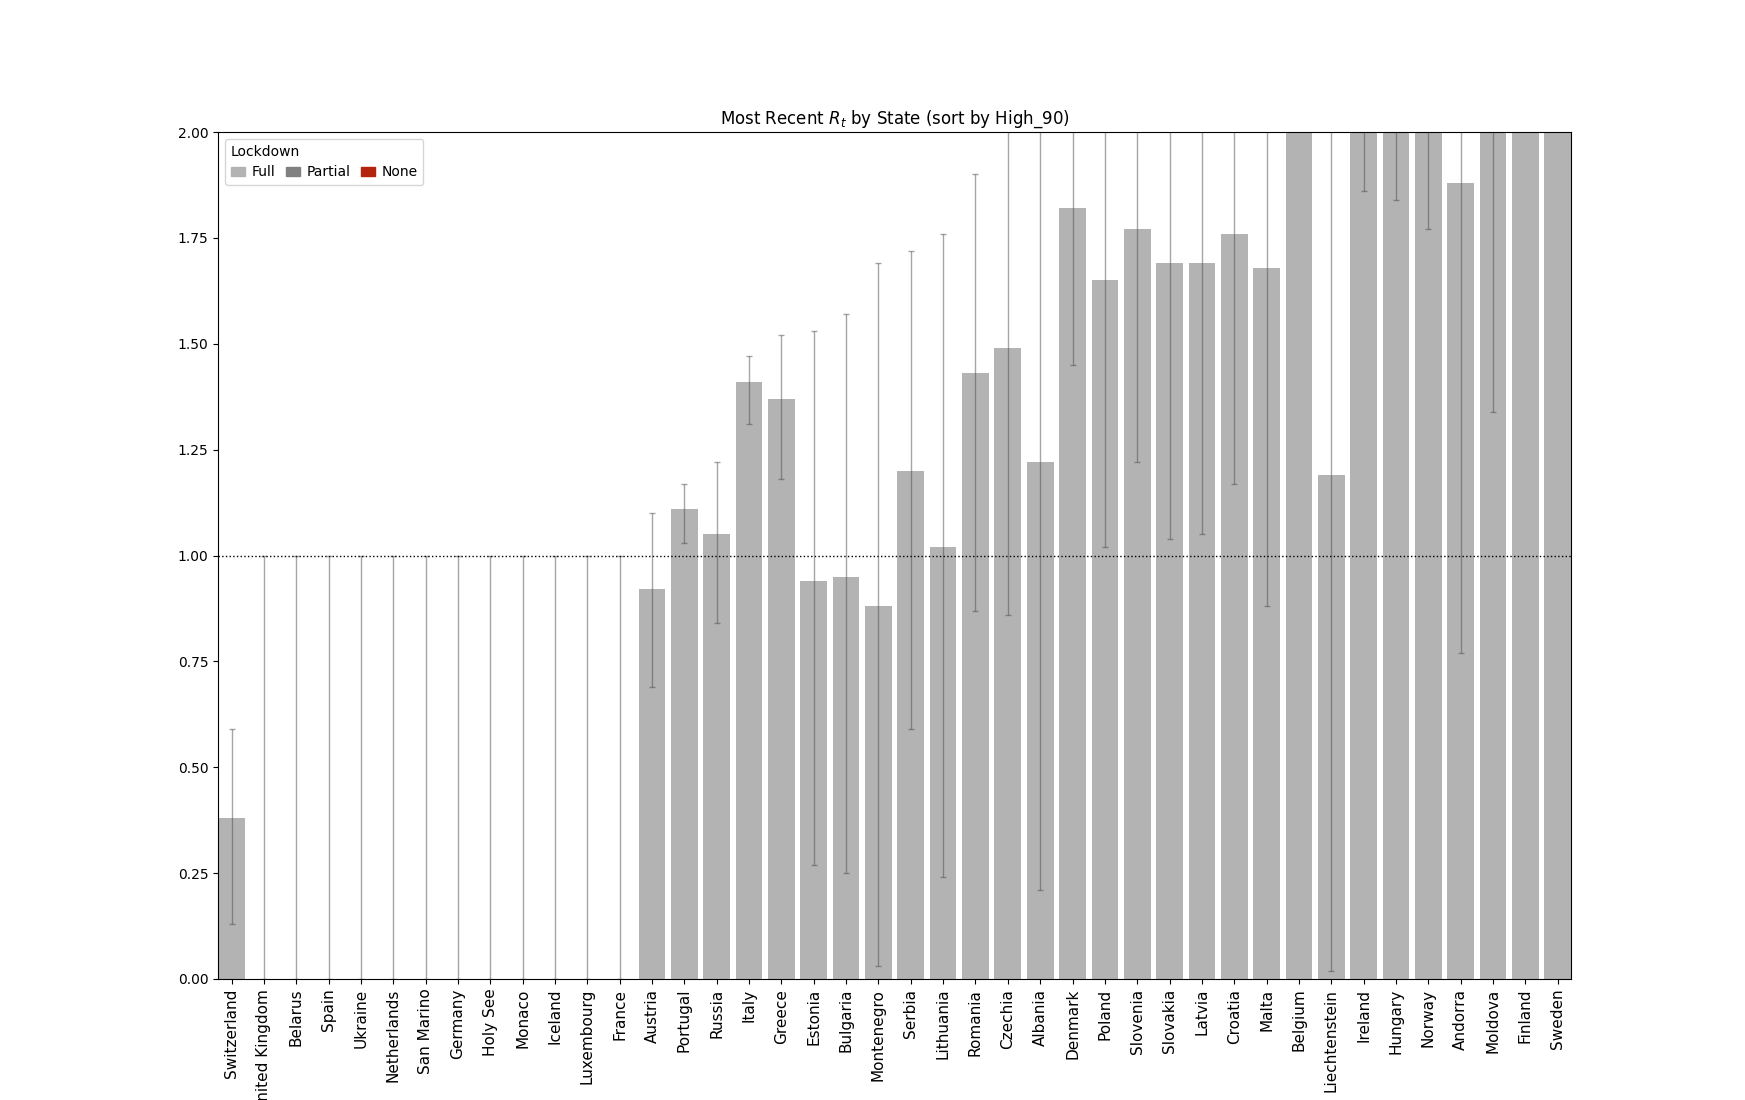 Most Recent R_t by State (sort by High_90)
Lockdown
Full Partial None
2.00
1.75
1.50
1.25
1.00
0.75
0.50
0.25
0.00
Switzerland
nited Kingdom
Belarus
Spain
Ukraine
Netherlands
San Marino
Germany
Holy See
Monaco
Iceland
Luxembourg
France
Austria
Portugal
Russia
Italy
Greece
Estonia
Bulgaria
Montenegro
Serbia
Lithuania
Romania
Czechia
Albania
Denmark
Poland
Slovenia
Slovakia
Latvia
Croatia
Malta
Belgium
Liechtenstein
Ireland
Hungary
Norway
Andorra
Moldova
Finland
Sweden